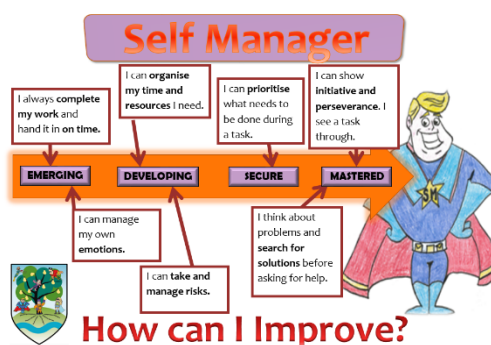 Self Manager
I always complete
my work and
hand it in on time.
I can organise
my time and
resources I need.
I can prioritise
what needs to
be done during
a task.
I can show
initiative and
perseverance. I
see a task
through.
EMERGING
DEVELOPING
SECURE
MASTERED
SM
I can manage
my own
emotions.
I can take and
manage risks.
I think about
problems and
search for
solutions before
asking for help.
How can I Improve?